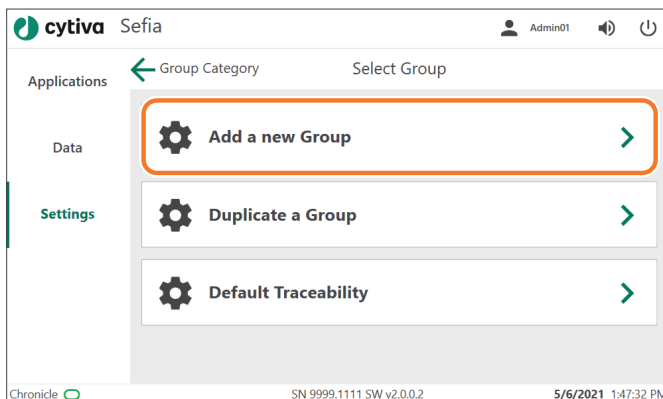 cytiva Sefia Admin01
Applications
Group Category Select Group
Add a new Group
Data
Settings
Duplicate a Group
Default Traceability
Chronicle SN 9999.1111 SW v2.0.0.2 5/6/2021 1:47:32 PM